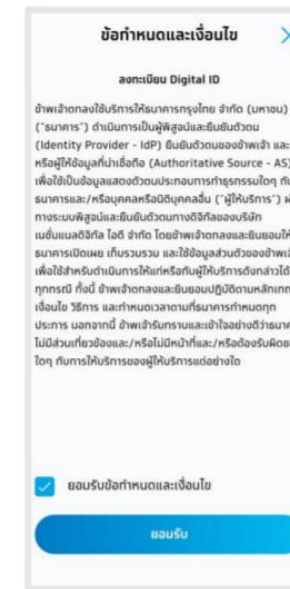 ข้อกำหนดและเงื่อนไข
ลงทะเบียน Digital ID
ข้าพเจ้าตกลงใช้บริการให้ธนาคารกรุงไทย จำกัด (มหาชน)
("ธนาคาร") ดำเนินการเป็นผู้พิสูจน์และยืนยันตัวตน
(Identity Provider - IdP) ยืนยันตัวตนของข้าพเจ้า และ
หรือผู้ให้ข้อมูลที่น่าเชื่อถือ (Authoritative Source - AS)
เพื่อใช้เป็นข้อมูลแสดงตัวตนประกอบการทำธุรกรรมใดๆ กับ
ธนาคารและ/หรือบุคคลหรือนิติบุคคลอื่น ("ผู้ให้บริการ")
ทางระบบพิสูจน์และยืนยันตัวตนทางดิจิทัลของบริษัท
เนชั่นแนลดิจิทัล ไอดี จำกัด โดยข้าพเจ้าตกลงและยินยอมให้
ธนาคารเปิดเผย เก็บรวบรวม และใช้ข้อมูลส่วนตัวของ
เพื่อใช้สำหรับดำเนินการให้แก่หรือกับผู้ให้บริการดังกล่าวได้
ทุกกรณี ทั้งนี้ ข้าพเจ้าตกลงและยินยอมปฏิบัติตาม
เงื่อนไข วิธีการ และกำหนดเวลาตามที่ธนาคารกำหนดทุก
ประการ นอกจากนี้ ข้าพเจ้ารับทราบและเข้าใจอย่างดีว่า
ไม่มีส่วนเกี่ยวข้องและ/หรือไม่มีหน้าที่และ/หรือต้อง
ใดๆ กับการให้บริการของผู้ให้บริการแต่อย่างใด
ยอมรับข้อกำหนดและเงื่อนไข
ยอมรับ